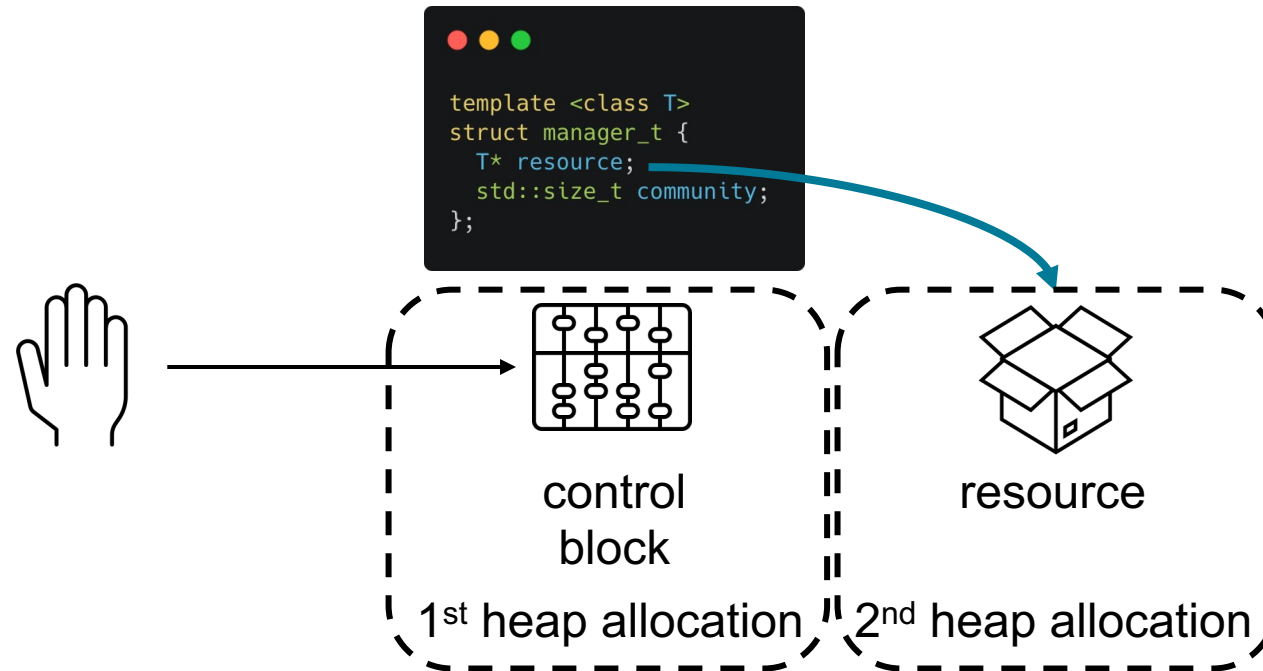 template <class T>
struct manager_t {
  T* resource;
  std::size_t community;
};
control
block
resource
1st heap allocation
2nd heap allocation